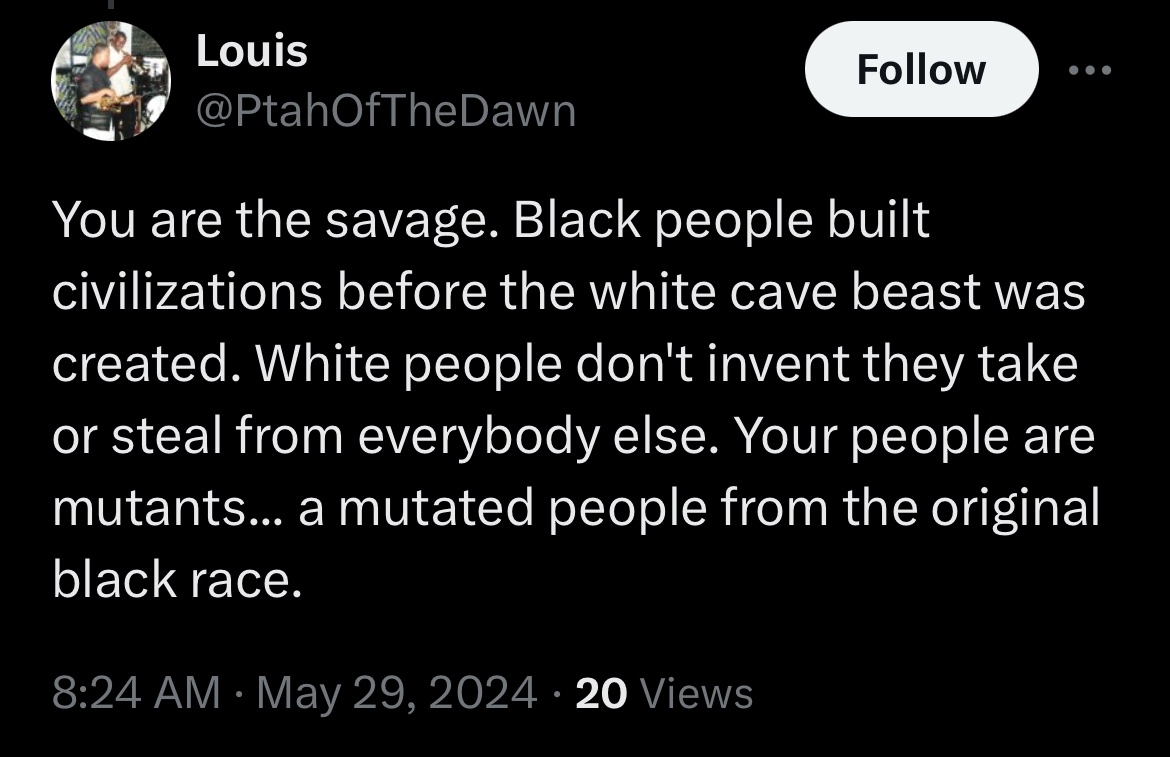 Louis
@PtahOfTheDawn
Follow
You are the savage. Black people built
civilizations before the white cave beast was
created. White people don't invent they take
or steal from everybody else. Your people are
mutants... a mutated people from the original
black race.
8:24 AM · May 29, 2024 · 20 Views